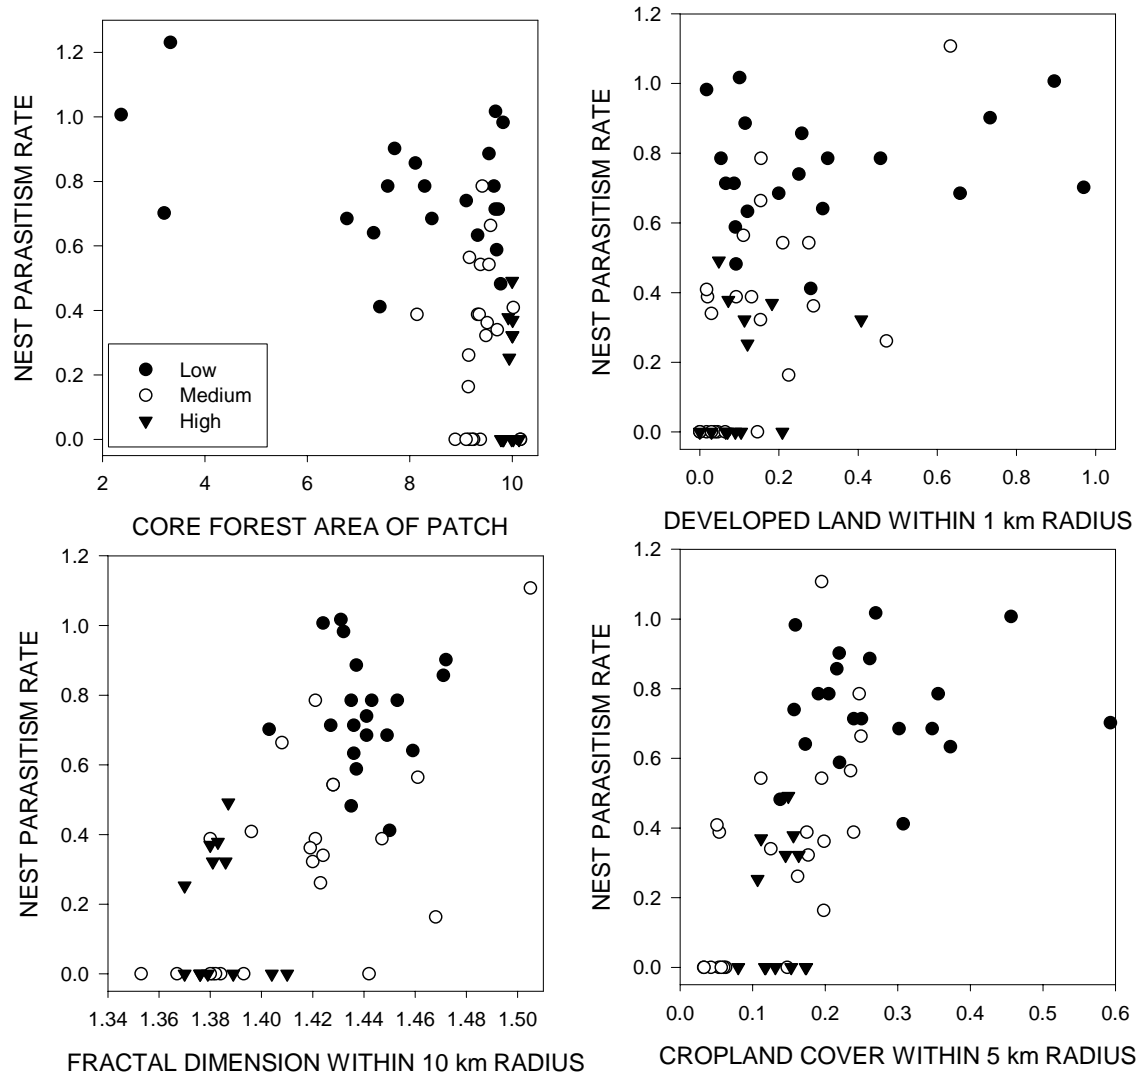 NEST PARASITISM RATE
1.2
1.0
0.8
0.6
0.4
0.2
0.0
Low
Medium
High
2 4 6 8 10
CORE FOREST AREA OF PATCH
NEST PARASITISM RATE
1.2
1.0
0.8
0.6
0.4
0.2
0.0
0.0 0.2 0.4 0.6 0.8 1.0
DEVELOPED LAND WITHIN 1 km RADIUS
NEST PARASITISM RATE
1.2
1.0
0.8
0.6
0.4
0.2
0.0
1.34 1.36 1.38 1.40 1.42 1.44 1.46 1.48 1.50
FRACTAL DIMENSION WITHIN 10 km RADIUS
NEST PARASITISM RATE
1.2
1.0
0.8
0.6
0.4
0.2
0.0
0.0 0.1 0.2 0.3 0.4 0.5 0.6
CROPLAND COVER WITHIN 5 km RADIUS